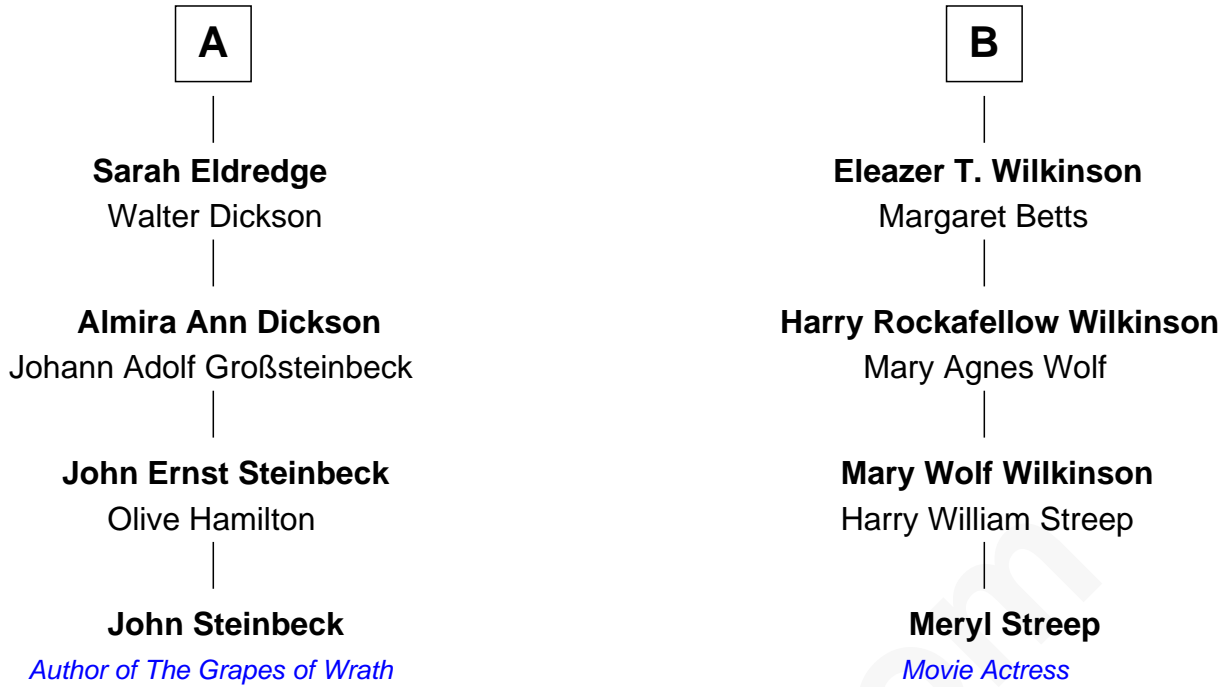 A
Sarah Eldredge
Walter Dickson
Almira Ann Dickson
Johann Adolf Großsteinbeck
John Ernst Steinbeck
Olive Hamilton
John Steinbeck
Author of The Grapes of Wrath
B
Eleazer T. Wilkinson
Margaret Betts
Harry Rockafellow Wilkinson
Mary Agnes Wolf
Mary Wolf Wilkinson
Harry William Streep
Meryl Streep
Movie Actress